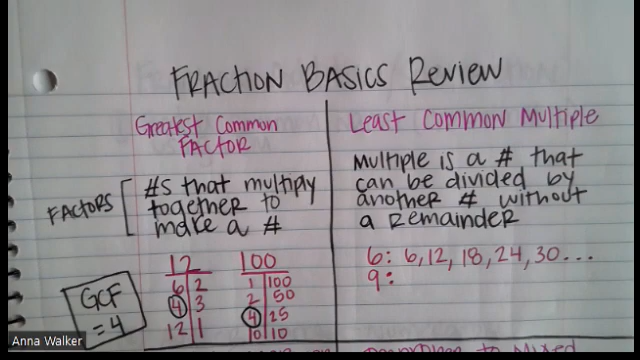 FRACTION BASICS REVIEW
Greatest Common
FACTOR
FACTORS
#s that multiply
together to
make a #
12
6 2
4 3
12 1
100
1 100
2 50
4 25
10 10
GCF
= 4
Least Common Multiple
Multiple is a # that
can be divided by
another # without
a remainder
6: 6, 12, 18, 24, 30...
9:
to Mixed
Anna Walker